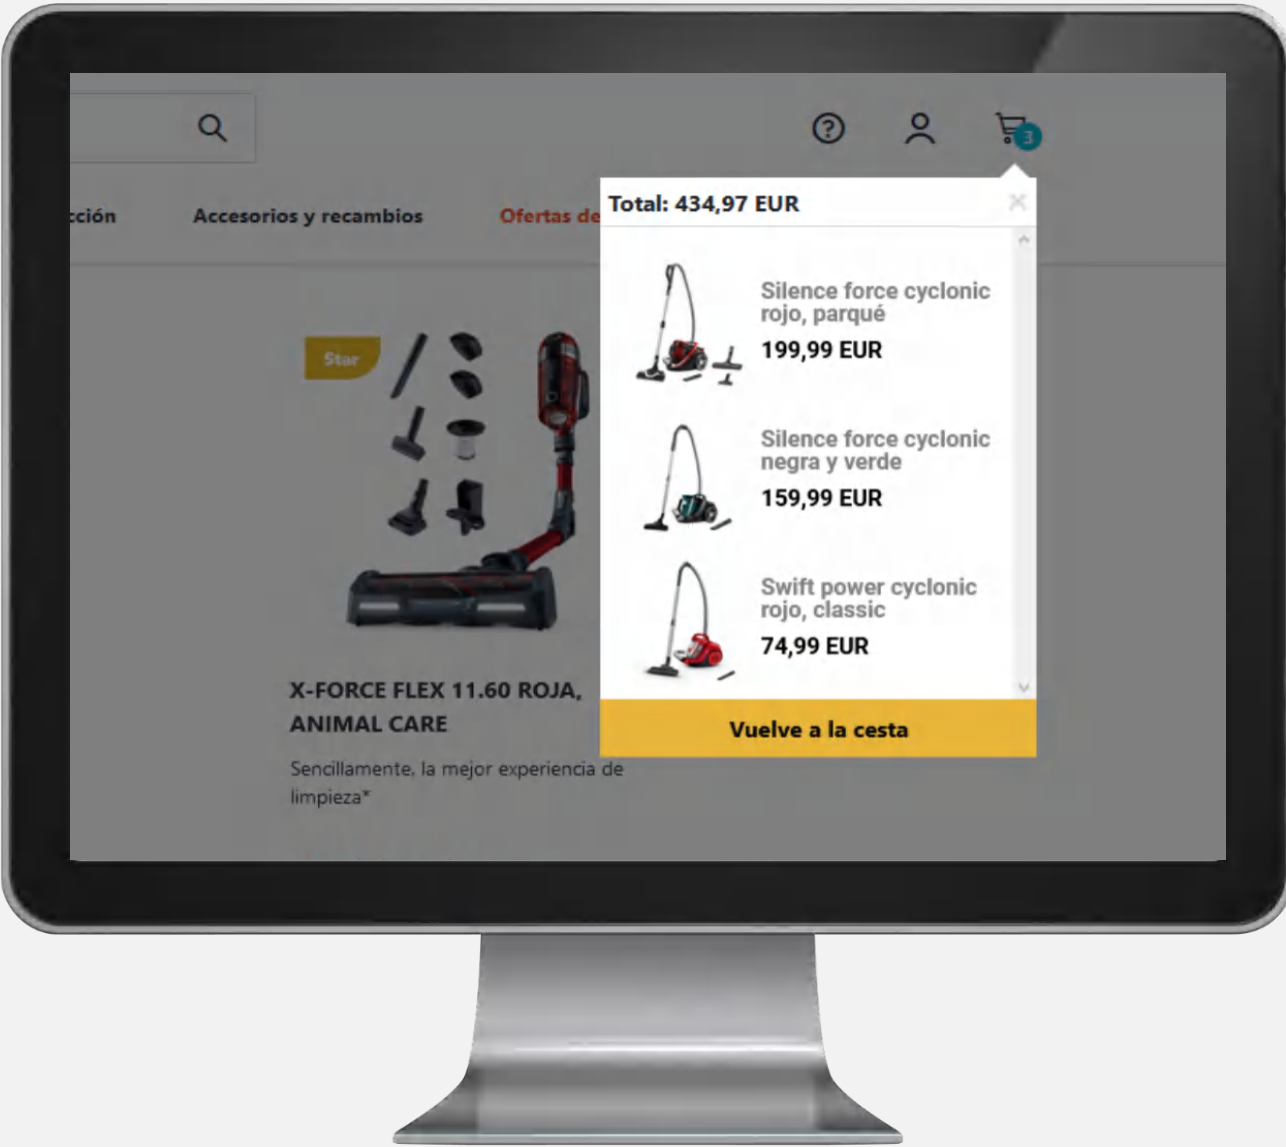 3
cción
Accesorios y recambios
Ofertas de
Total: 434,97 EUR
Silence force cyclonic
rojo, parqué
199,99 EUR
Star
Silence force cyclonic
negra y verde
159,99 EUR
Swift power cyclonic
rojo, classic
74,99 EUR
X-FORCE FLEX 11.60 ROJA,
ANIMAL CARE
Vuelve a la cesta
Sencillamente, la mejor experiencia de
limpieza*